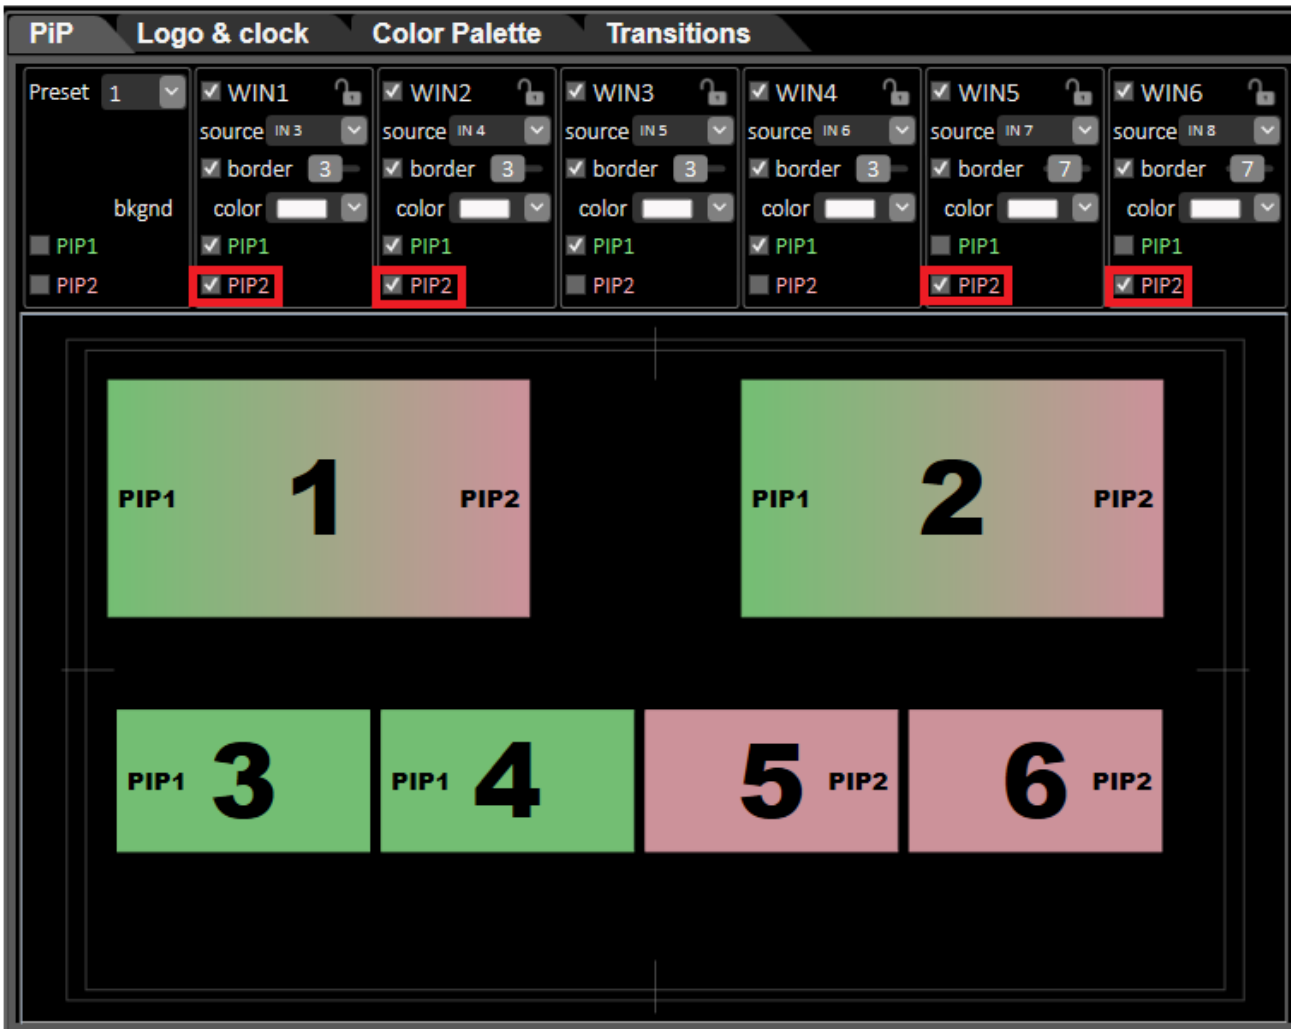 PiP Logo & clock Color Palette Transitions
Preset 1 WIN1 WIN2 WIN3 WIN4 WIN5 WIN6
source IN 3 source IN 4 source IN 5 source IN 6 source IN 7 source IN 8
border 3 border 3 border 3 border 3 border 7 border 7
bkgnd color color color color color color
PIP1 PIP1 PIP1 PIP1 PIP1 PIP1 PIP1
PIP2 PIP2 PIP2 PIP2 PIP2 PIP2 PIP2
PIP1 1 PIP2 PIP1 2 PIP2
PIP1 3 PIP1 4 5 PIP2 6 PIP2